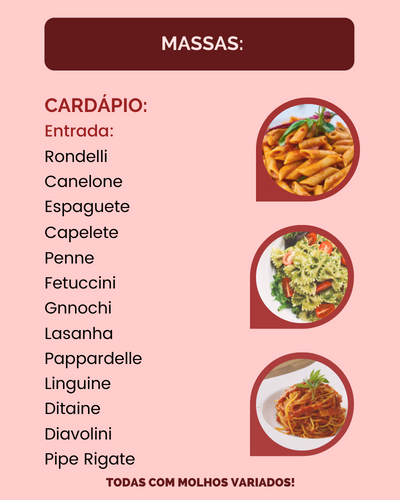 MASSAS:
CARDÁPIO:
Entrada:
Rondelli
Canelone
Espaguete
Capelete
Penne
Fetuccini
Gnnochi
Lasanha
Pappardelle
Linguine
Ditaine
Diavolini
Pipe Rigate
TODAS COM MOLHOS VARIADOS!